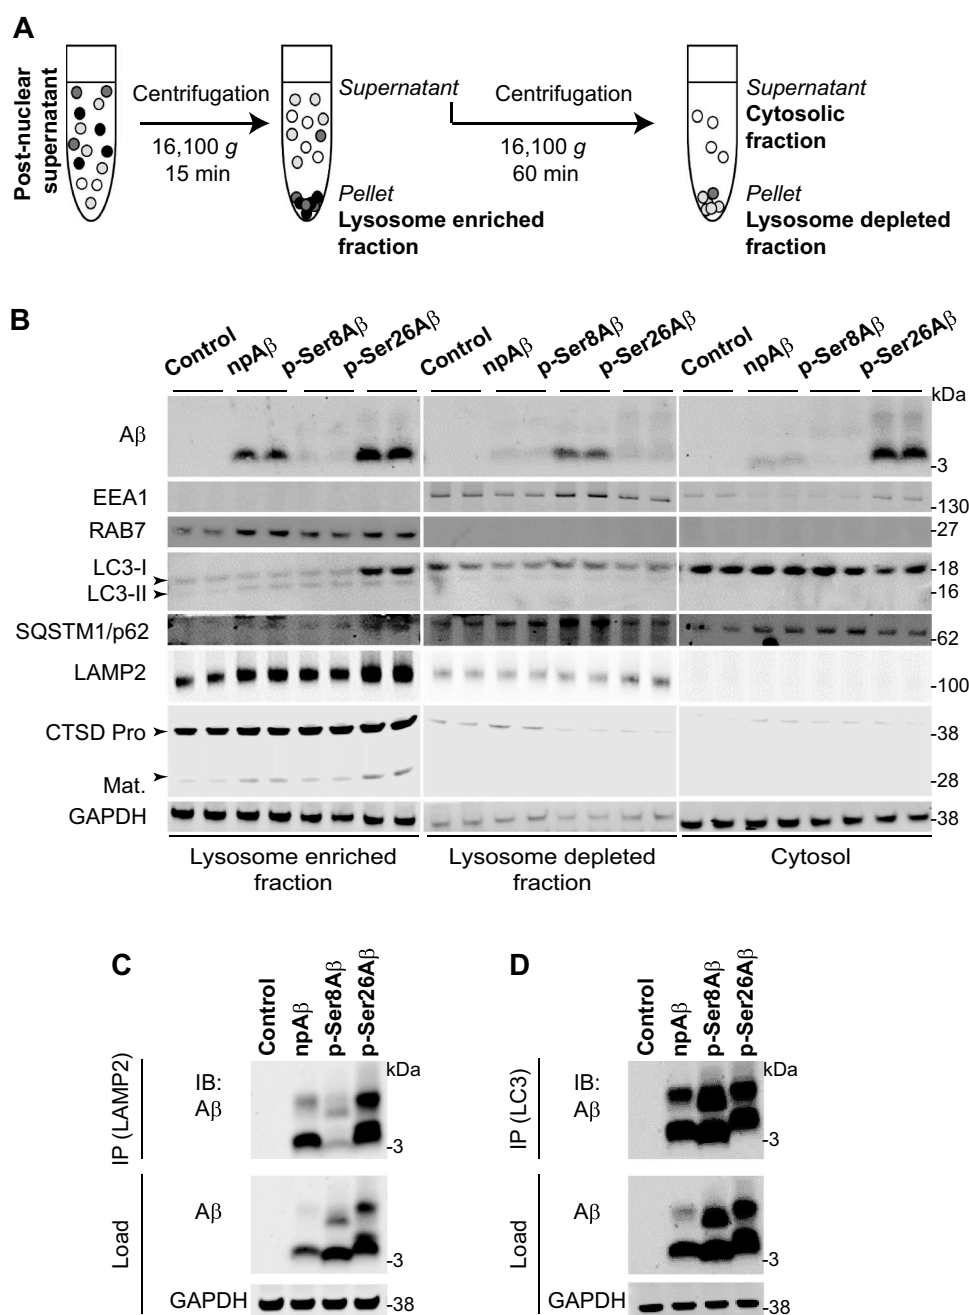 A
Post-nuclear
supernatant
Centrifugation
16,100 g
15 min
Supernatant
Pellet
Lysosome enriched
fraction
Centrifugation
16,100 g
60 min
Supernatant
Cytosolic
fraction
Pellet
Lysosome depleted
fraction
B
Control npAβ p-Ser8Aβ p-Ser26Aβ Control npAβ p-Ser8Aβ p-Ser26Aβ Control npAβ p-Ser8Aβ p-Ser26Aβ
kDa
Aβ
-3
EEA1
-130
RAB7
-27
LC3-I
-18
LC3-II
-16
SQSTM1/p62
-62
LAMP2
-100
CTSD Pro
-38
Mat.
-28
GAPDH
-38
Lysosome enriched
fraction
Lysosome depleted
fraction
Cytosol
C
Control npAβ p-Ser8Aβ p-Ser26Aβ
kDa
IP (LAMP2)
IB:
Aβ
-3
Load
Aβ
-3
GAPDH
-38
D
Control npAβ p-Ser8Aβ p-Ser26Aβ
kDa
IP (LC3)
IB:
Aβ
-3
Load
Aβ
-3
GAPDH
-38